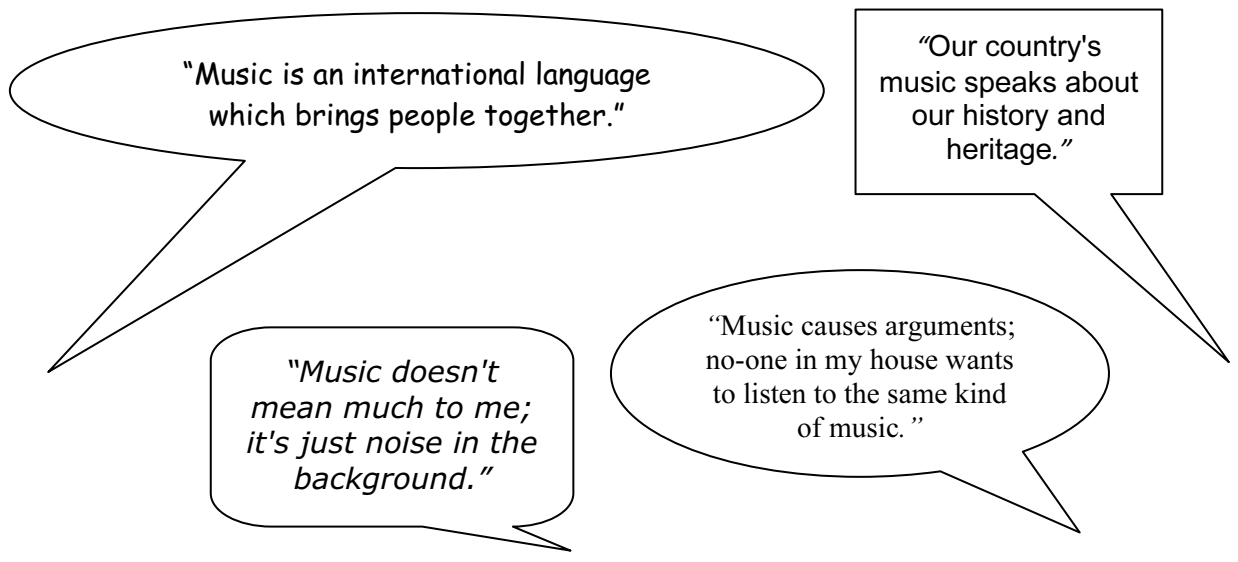 “Music is an international language
which brings people together.”
“Our country's
music speaks about
our history and
heritage.”
“Music doesn't
mean much to me;
it's just noise in the
background.”
“Music causes arguments;
no-one in my house wants
to listen to the same kind
of music. ”